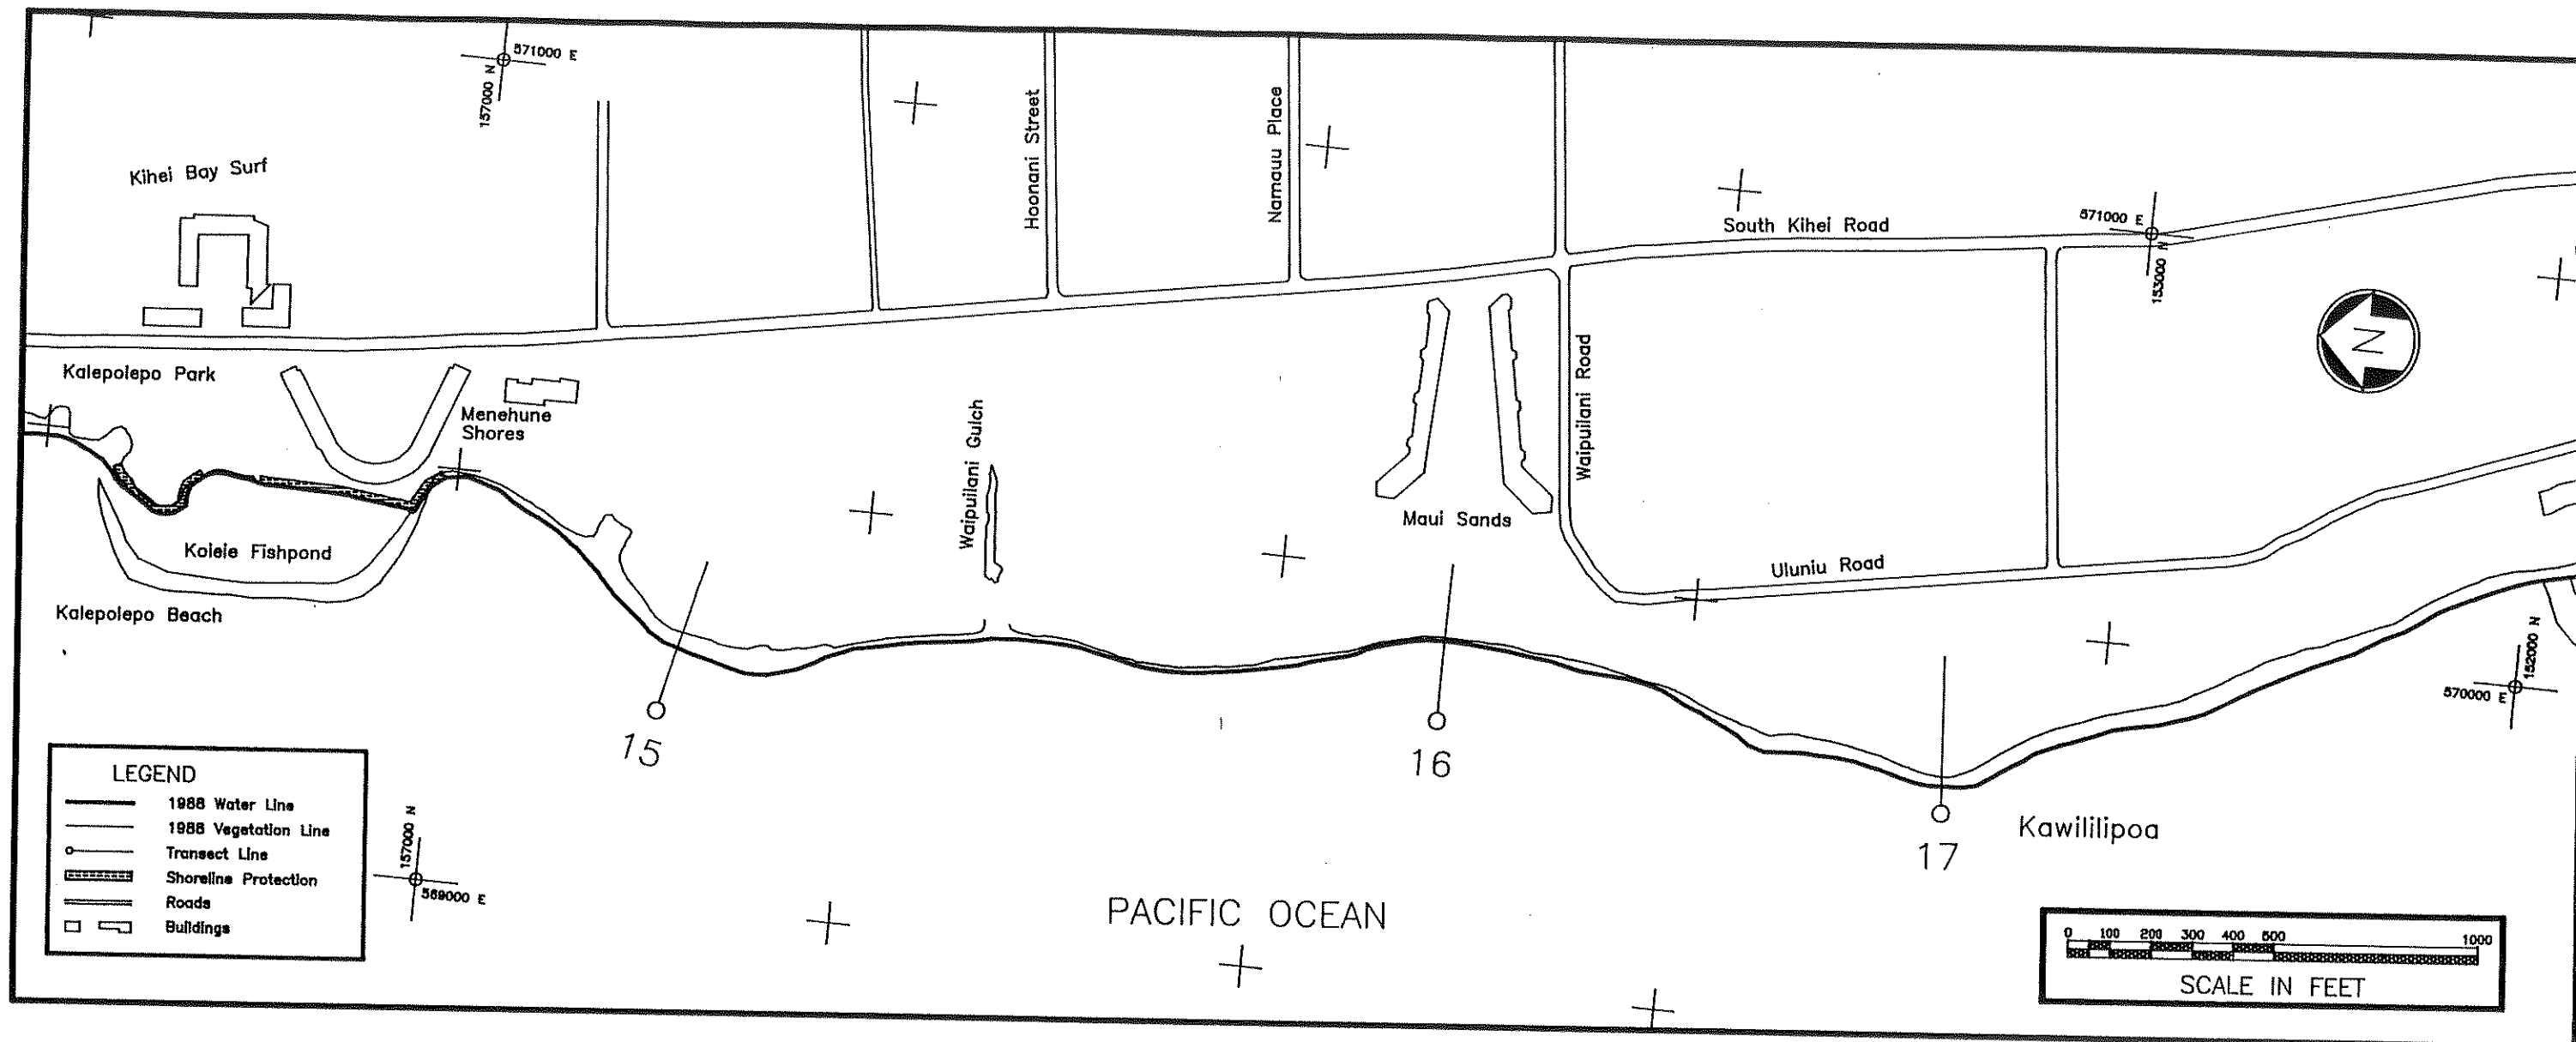 571000 E
157000 N
Hoonani Street
Namauu Place
Kihei Bay Surf
South Kihei Road
571000 E
153000 N
N
Kalepolepo Park
Menehune
Shores
Waipuilani Gulch
Waipuilani Road
Maui Sands
Koieie Fishpond
Uluniu Road
Kalepolepo Beach
152000 N
570000 E
15
16
17
Kawililipoa
LEGEND
1988 Water Line
1988 Vegetation Line
Transect Line
Shoreline Protection
Roads
Buildings
157000 N
569000 E
PACIFIC OCEAN
0 100 200 300 400 500 1000
SCALE IN FEET